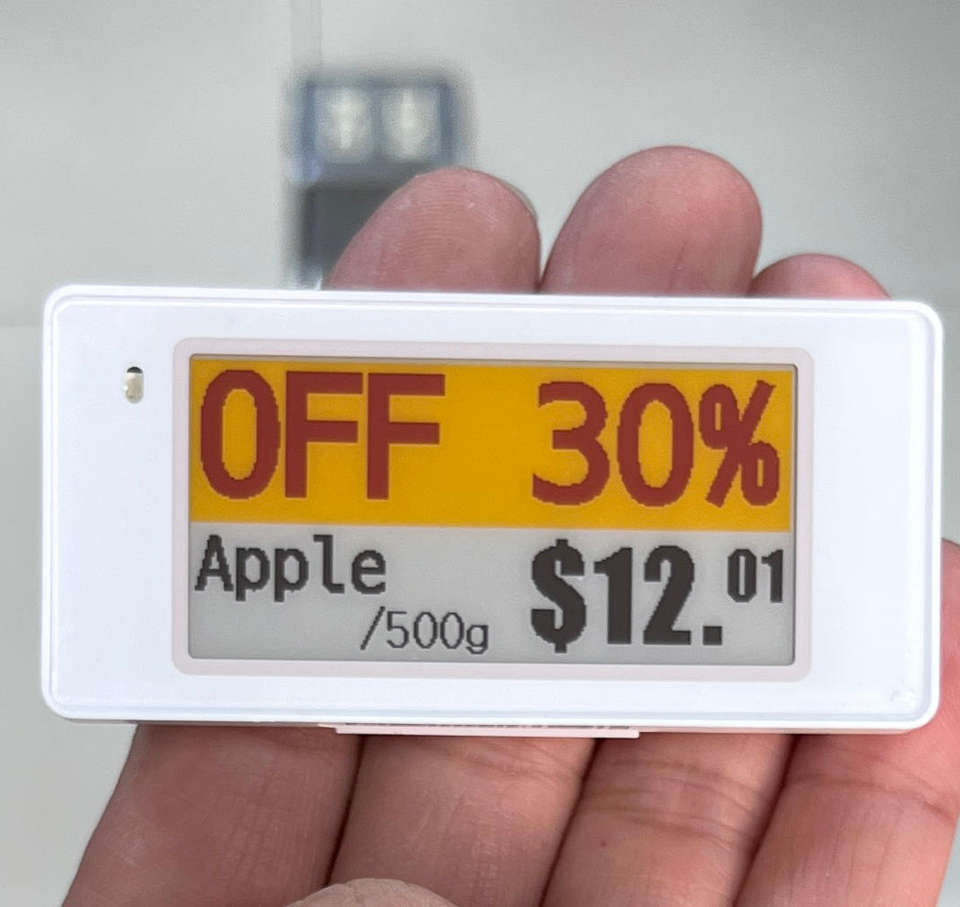 OFF 30%
Apple
/500g
$12.01